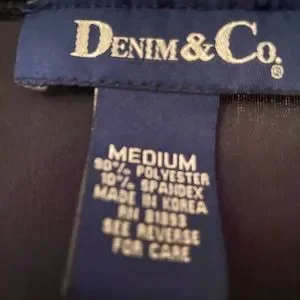 DENIM & CO.®
MEDIUM
90% POLYESTER
10% SPANDEX
MADE IN KOREA
RN 81893
SEE REVERSE
FOR CARE